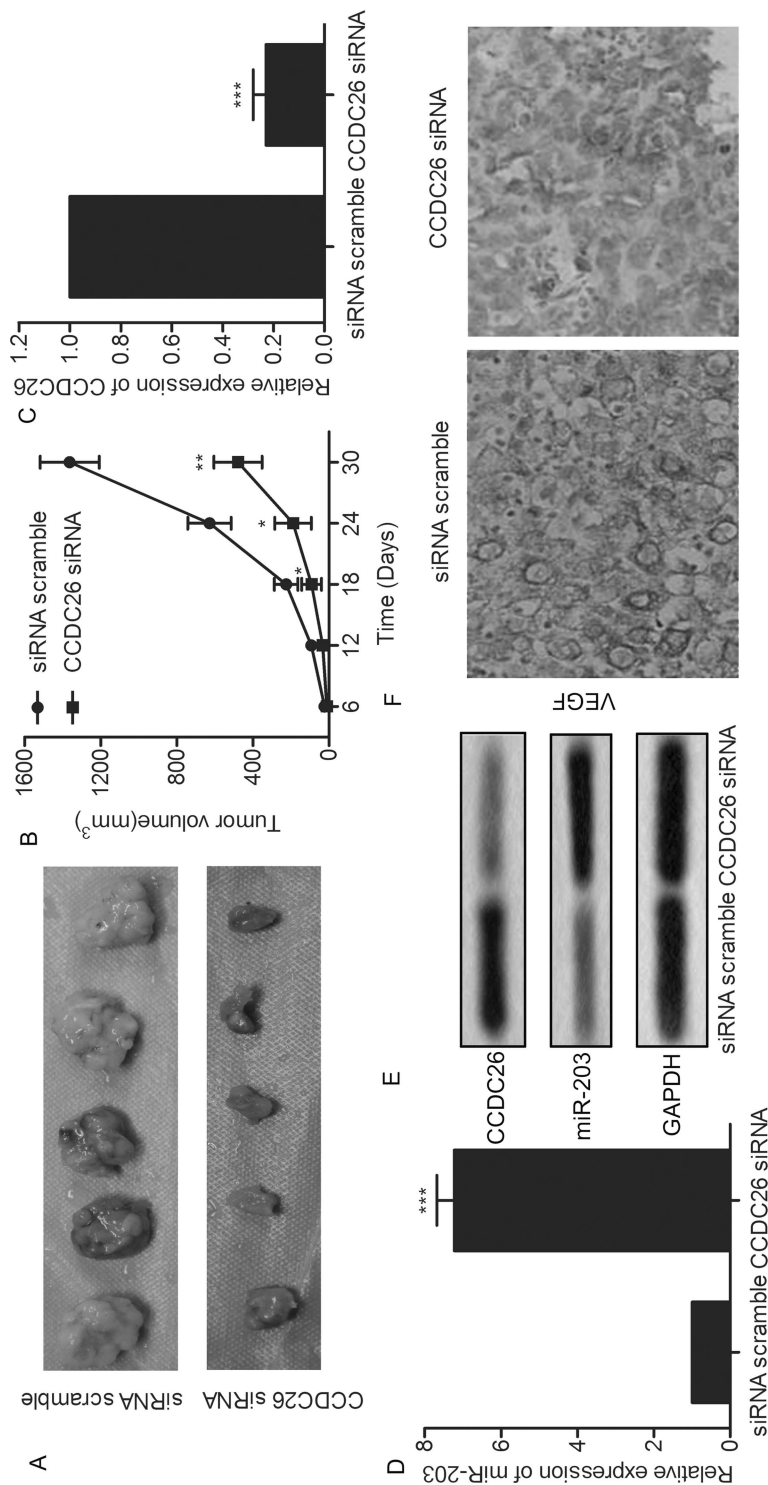 A
siRNA scramble
CCDC26 siRNA
B
Tumor volume(mm3)
1600
1200
800
400
0
siRNA scramble
CCDC26 siRNA
*
*
**
6
12
18
24
30
Time (Days)
C
Relative expression of CCDC26
1.2
1.0
0.8
0.6
0.4
0.2
0.0
***
siRNA scramble CCDC26 siRNA
D
Relative expression of miR-203
8
6
4
2
0
***
siRNA scramble CCDC26 siRNA
E
CCDC26
miR-203
GAPDH
siRNA scramble CCDC26 siRNA
F
siRNA scramble
CCDC26 siRNA
VEGF